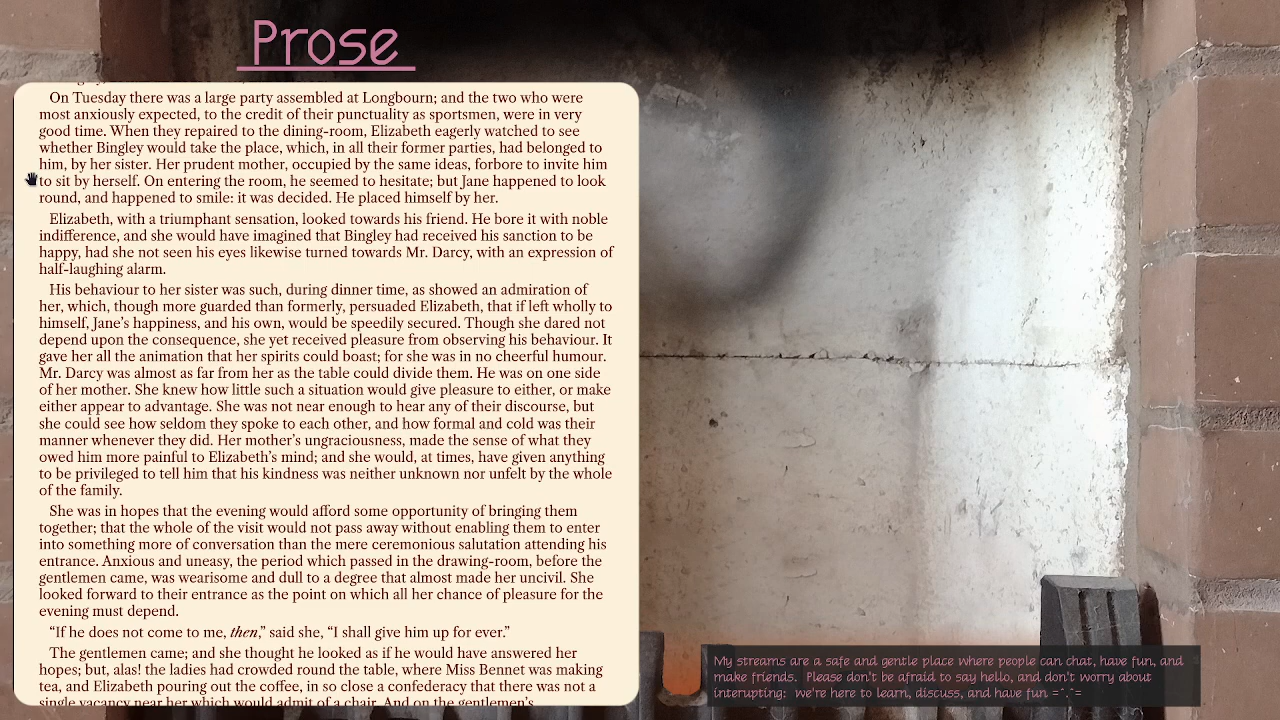 Prose
On Tuesday there was a large party assembled at Longbourn; and the two who were
most anxiously expected, to the credit of their punctuality as sportsmen, were in very
good time. When they repaired to the dining-room, Elizabeth eagerly watched to see
whether Bingley would take the place, which, in all their former parties, had belonged to
him, by her sister. Her prudent mother, occupied by the same ideas, forbore to invite him
to sit by herself. On entering the room, he seemed to hesitate; but Jane happened to look
round, and happened to smile: it was decided. He placed himself by her.
Elizabeth, with a triumphant sensation, looked towards his friend. He bore it with noble
indifference, and she would have imagined that Bingley had received his sanction to be
happy, had she not seen his eyes likewise turned towards Mr. Darcy, with an expression of
half-laughing alarm.
His behaviour to her sister was such, during dinner time, as showed an admiration of
her, which, though more guarded than formerly, persuaded Elizabeth, that if left wholly to
himself, Jane’s happiness, and his own, would be speedily secured. Though she dared not
depend upon the consequence, she yet received pleasure from observing his behaviour. It
gave her all the animation that her spirits could boast; for she was in no cheerful humour.
Mr. Darcy was almost as far from her as the table could divide them. He was on one side
of her mother. She knew how little such a situation would give pleasure to either, or make
either appear to advantage. She was not near enough to hear any of their discourse, but
she could see how seldom they spoke to each other, and how formal and cold was their
manner whenever they did. Her mother’s ungraciousness, made the sense of what they
owed him more painful to Elizabeth’s mind; and she would, at times, have given anything
to be privileged to tell him that his kindness was neither unknown nor unfelt by the whole
of the family.
She was in hopes that the evening would afford some opportunity of bringing them
together; that the whole of the visit would not pass away without enabling them to enter
into something more of conversation than the mere ceremonious salutation attending his
entrance. Anxious and uneasy, the period which passed in the drawing-room, before the
gentlemen came, was wearisome and dull to a degree that almost made her uncivil. She
looked forward to their entrance as the point on which all her chance of pleasure for the
evening must depend.
“If he does not come to me, then,” said she, “I shall give him up for ever.”
The gentlemen came; and she thought he looked as if he would have answered her
hopes; but, alas! the ladies had crowded round the table, where Miss Bennet was making
tea, and Elizabeth pouring out the coffee, in so close a confederacy that there was not a
single vacancy near her which would admit of a chair. And on the gentlemen’s
My streams are a safe and gentle place where people can chat, have fun, and
make friends. Please don't be afraid to say hello, and don't worry about
interupting: we're here to learn, discuss, and have fun =^.^=